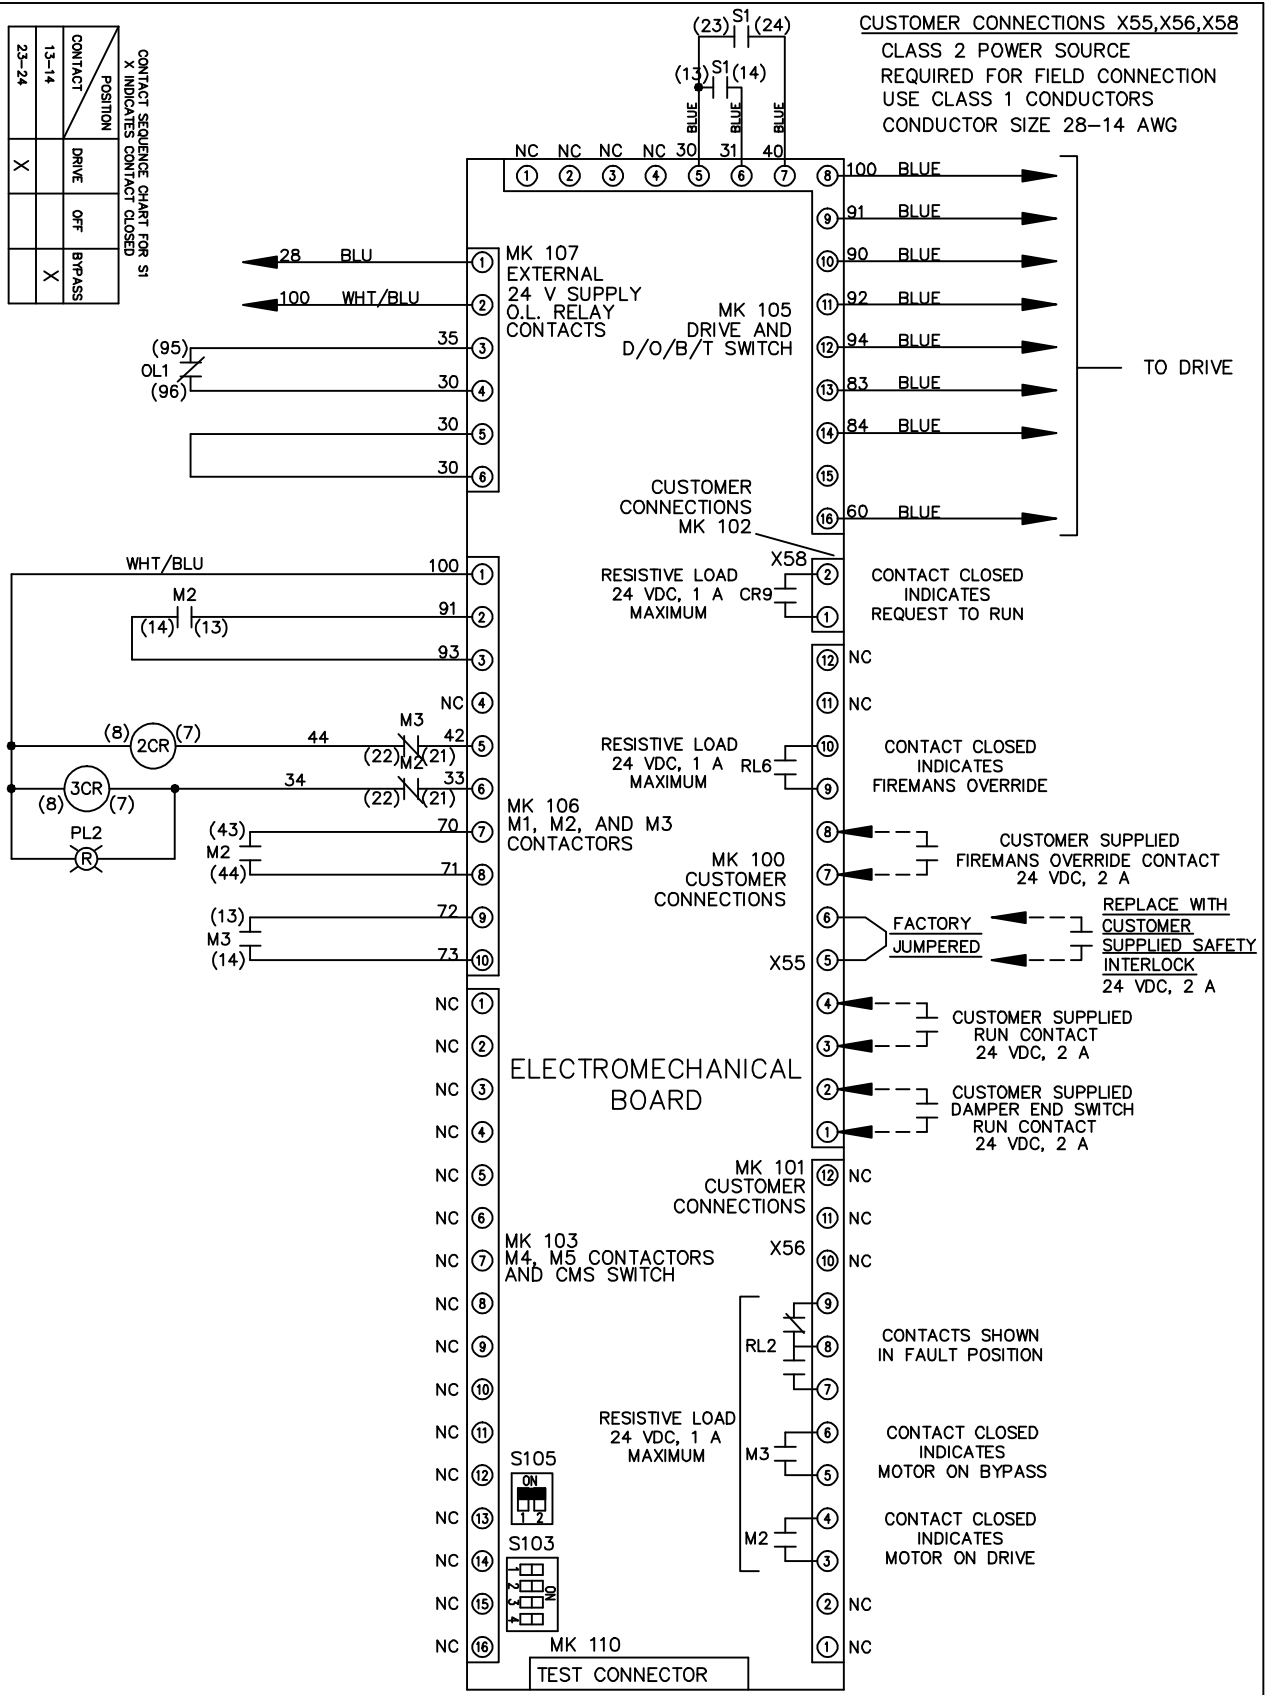 CUSTOMER CONNECTIONS X55,X56,X58
CLASS 2 POWER SOURCE
REQUIRED FOR FIELD CONNECTION
USE CLASS 1 CONDUCTORS
CONDUCTOR SIZE 28–14 AWG
CONTACT SEQUENCE CHART FOR S1
X INDICATES CONTACT CLOSED
POSITION
CONTACT
DRIVE
OFF
BYPASS
13–14
X
23–24
X
(23) S1 (24)
(13) S1 (14)
BLUE BLUE BLUE
NC NC NC NC 30 31 40
1 2 3 4 5 6 7
8 100 BLUE
9 91 BLUE
10 90 BLUE
11 92 BLUE
12 94 BLUE
13 83 BLUE
14 84 BLUE
15
16 60 BLUE
TO DRIVE
MK 105
DRIVE AND
D/O/B/T SWITCH
28 BLU 1
100 WHT/BLU 2
(95) 35 3
OL1
(96) 30 4
30 5
30 6
MK 107
EXTERNAL
24 V SUPPLY
O.L. RELAY
CONTACTS
CUSTOMER
CONNECTIONS
MK 102
X58
RESISTIVE LOAD
24 VDC, 1 A CR9
MAXIMUM
2
1
CONTACT CLOSED
INDICATES
REQUEST TO RUN
WHT/BLU 100 1
M2
(14) (13) 91 2
93 3
NC 4
(8) 2CR (7) 44 M3 (22) (21) 42 5
(8) 3CR (7) 34 M2 (22) (21) 33 6
PL2
R
(43) 70 7
M2
(44) 71 8
(13) 72 9
M3
(14) 73 10
MK 106
M1, M2, AND M3
CONTACTORS
12 NC
11 NC
RESISTIVE LOAD
24 VDC, 1 A RL6
MAXIMUM
10
9
CONTACT CLOSED
INDICATES
FIREMANS OVERRIDE
MK 100
CUSTOMER
CONNECTIONS
X55
8
7
CUSTOMER SUPPLIED
FIREMANS OVERRIDE CONTACT
24 VDC, 2 A
6
5
FACTORY
JUMPERED
REPLACE WITH
CUSTOMER
SUPPLIED SAFETY
INTERLOCK
24 VDC, 2 A
4
3
CUSTOMER SUPPLIED
RUN CONTACT
24 VDC, 2 A
2
1
CUSTOMER SUPPLIED
DAMPER END SWITCH
RUN CONTACT
24 VDC, 2 A
ELECTROMECHANICAL
BOARD
NC 1
NC 2
NC 3
NC 4
NC 5
NC 6
NC 7
NC 8
NC 9
NC 10
NC 11
NC 12
NC 13
NC 14
NC 15
NC 16
MK 103
M4, M5 CONTACTORS
AND CMS SWITCH
MK 101
CUSTOMER
CONNECTIONS
X56
12 NC
11 NC
10 NC
9
RL2 8
7
CONTACTS SHOWN
IN FAULT POSITION
RESISTIVE LOAD
24 VDC, 1 A
MAXIMUM
6
M3
5
CONTACT CLOSED
INDICATES
MOTOR ON BYPASS
4
M2
3
CONTACT CLOSED
INDICATES
MOTOR ON DRIVE
2 NC
1 NC
S105
ON
1 2
S103
1
2
3
4
ON
MK 110
TEST CONNECTOR